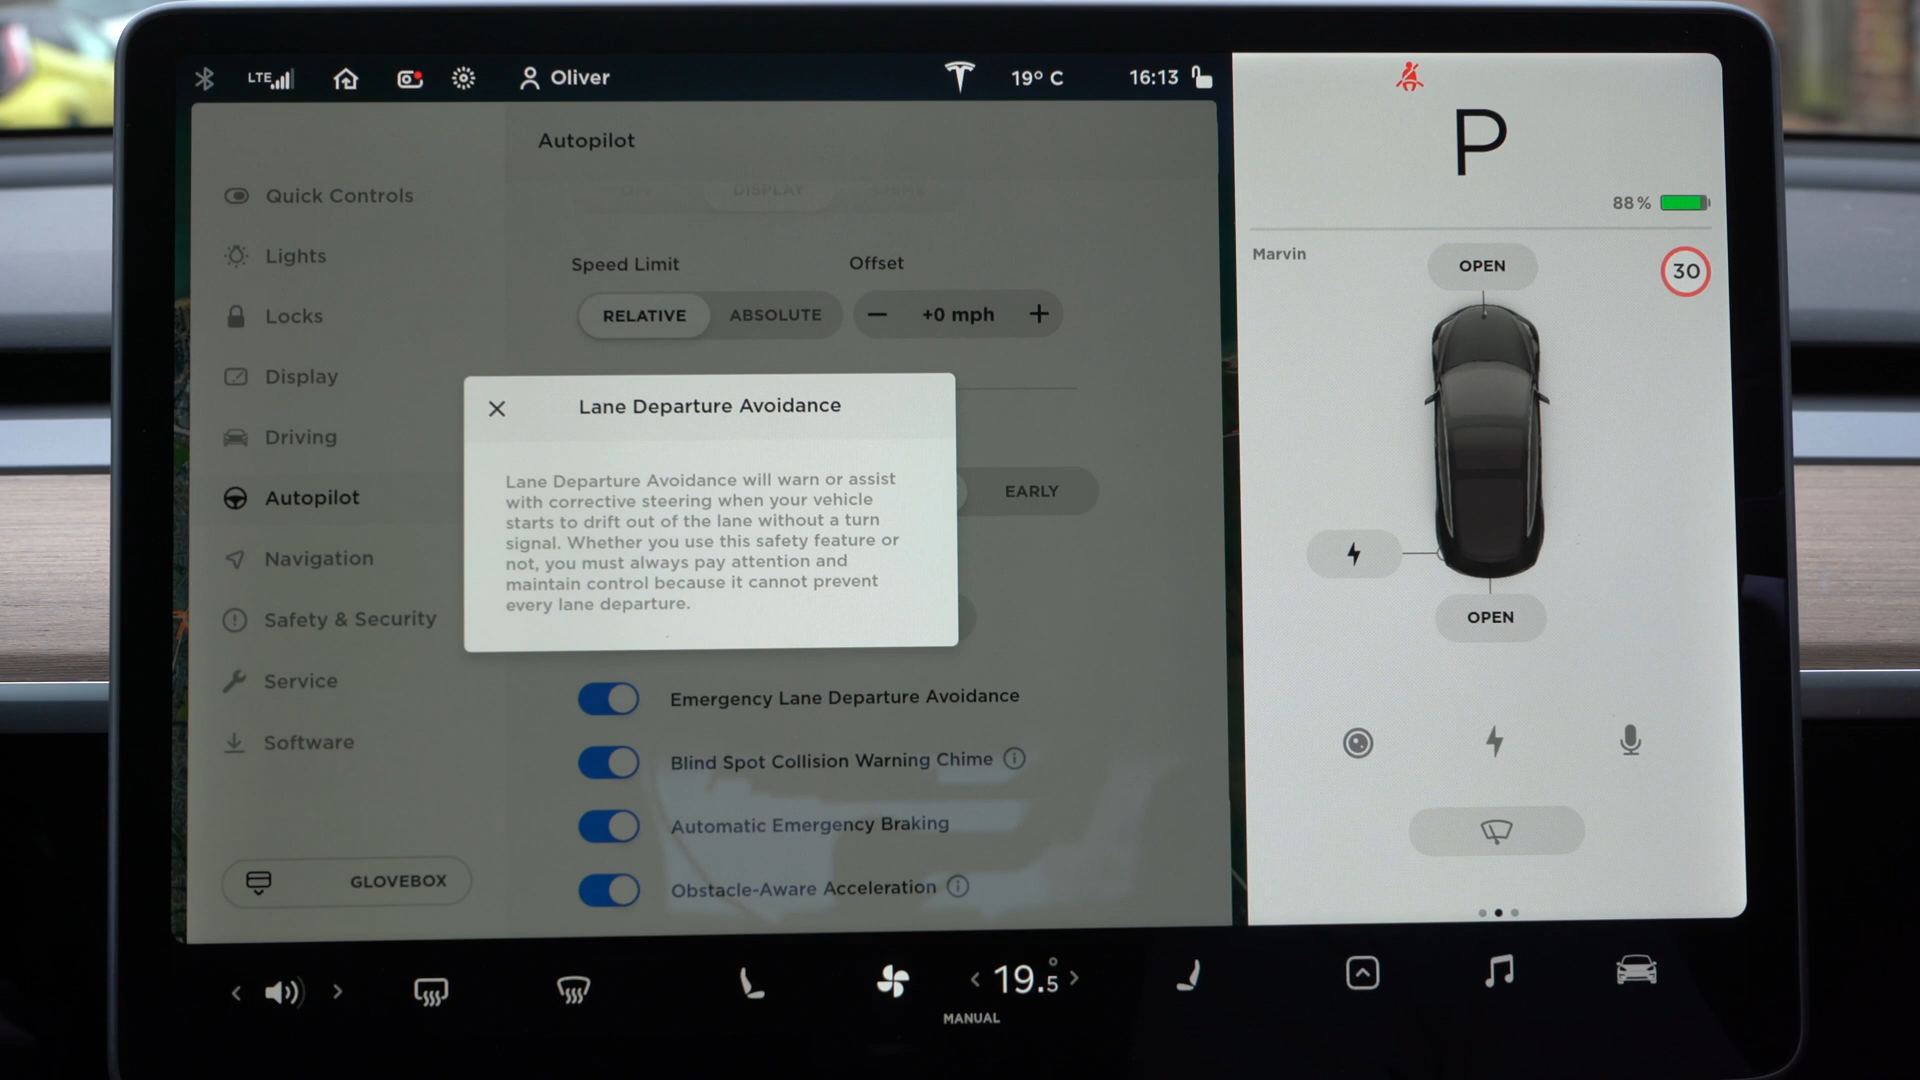 LTE
Oliver
19° C
16:13
Autopilot
DISPLAY
Quick Controls
Lights
Locks
Display
Driving
Autopilot
Navigation
Safety & Security
Service
Software
GLOVEBOX
Speed Limit
Offset
RELATIVE
ABSOLUTE
− +0 mph +
EARLY
Lane Departure Avoidance
Lane Departure Avoidance will warn or assist
with corrective steering when your vehicle
starts to drift out of the lane without a turn
signal. Whether you use this safety feature or
not, you must always pay attention and
maintain control because it cannot prevent
every lane departure.
Emergency Lane Departure Avoidance
Blind Spot Collision Warning Chime
Automatic Emergency Braking
Obstacle-Aware Acceleration
P
88%
Marvin
OPEN
30
OPEN
19.5°
MANUAL